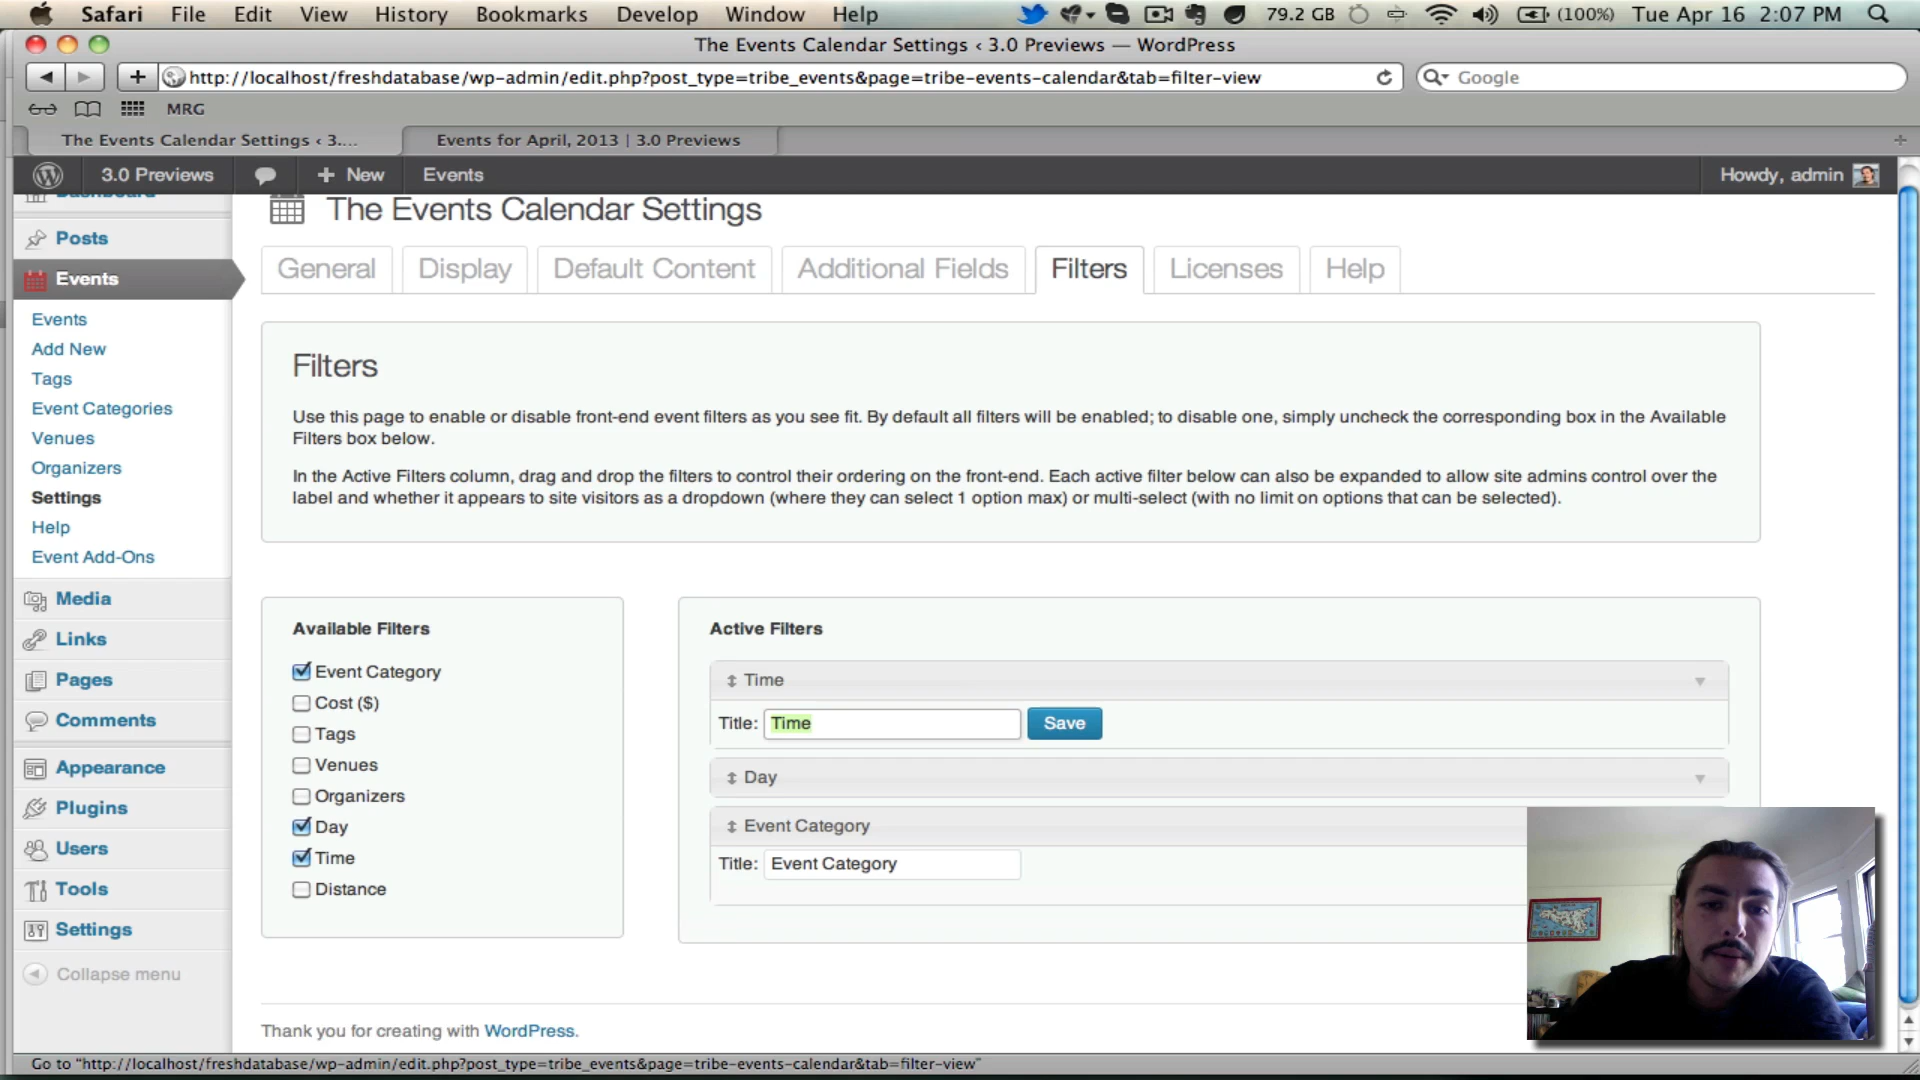 Safari File Edit View History Bookmarks Develop Window Help 79.2 GB (100%) Tue Apr 16 2:07 PM
The Events Calendar Settings ‹ 3.0 Previews — WordPress
http://localhost/freshdatabase/wp-admin/edit.php?post_type=tribe_events&page=tribe-events-calendar&tab=filter-view Google
MRG
The Events Calendar Settings ‹ 3.... Events for April, 2013 | 3.0 Previews
3.0 Previews + New Events Howdy, admin
Dashboard
The Events Calendar Settings
General Display Default Content Additional Fields Filters Licenses Help
Posts
Events
Events
Add New
Tags
Event Categories
Venues
Organizers
Settings
Help
Event Add-Ons
Media
Links
Pages
Comments
Appearance
Plugins
Users
Tools
Settings
Collapse menu
Filters
Use this page to enable or disable front-end event filters as you see fit. By default all filters will be enabled; to disable one, simply uncheck the corresponding box in the Available
Filters box below.
In the Active Filters column, drag and drop the filters to control their ordering on the front-end. Each active filter below can also be expanded to allow site admins control over the
label and whether it appears to site visitors as a dropdown (where they can select 1 option max) or multi-select (with no limit on options that can be selected).
Available Filters
Event Category
Cost ($)
Tags
Venues
Organizers
Day
Time
Distance
Active Filters
Time
Title: Time Save
Day
Event Category
Title: Event Category
Thank you for creating with WordPress.
Go to "http://localhost/freshdatabase/wp-admin/edit.php?post_type=tribe_events&page=tribe-events-calendar&tab=filter-view"